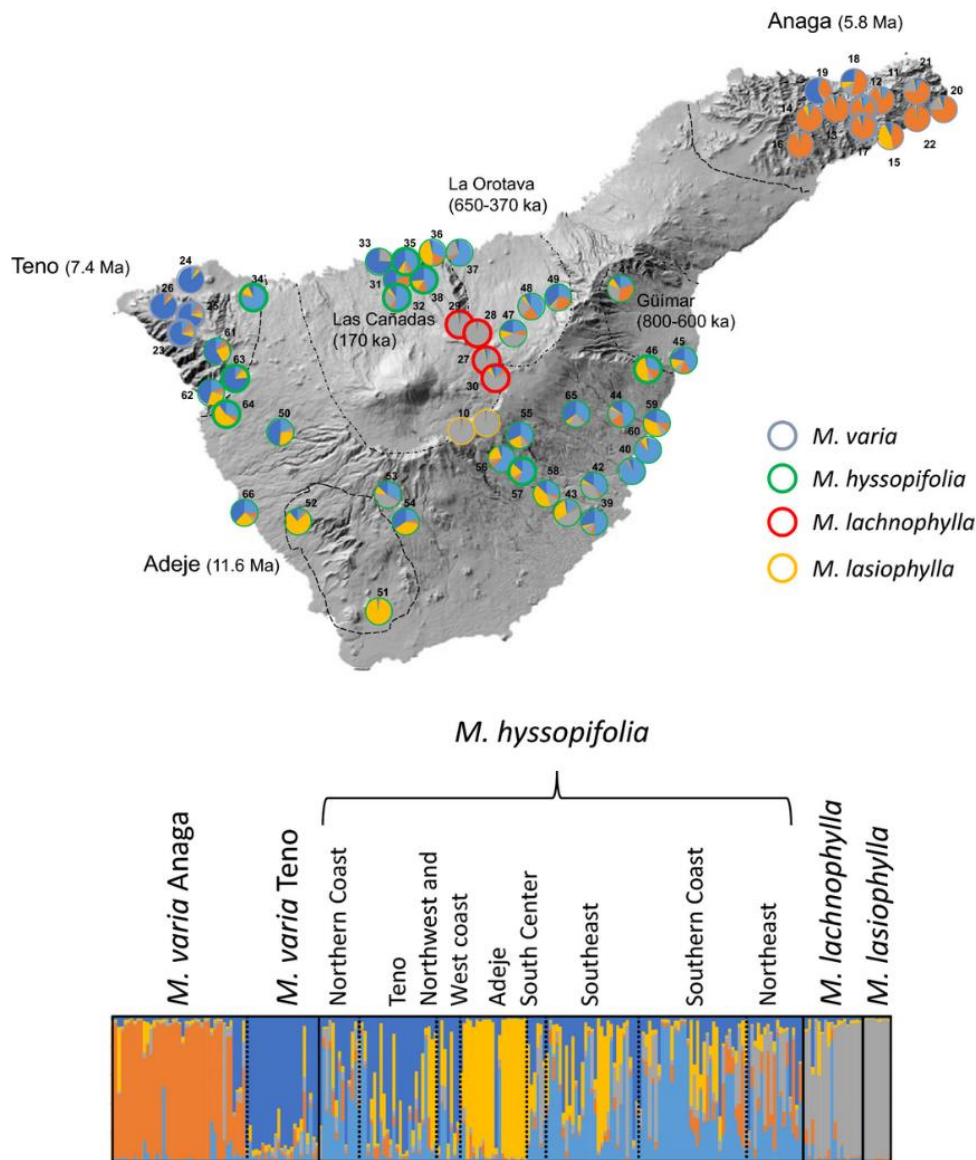 Anaga (5.8 Ma)
21
18
19
11
12
20
14
13
17
16
15
22
La Orotava
(650-370 ka)
36
35
33
37
Teno (7.4 Ma)
24
26
34
25
31
38
32
Las Cañadas
(170 ka)
29
28
48
49
41
Güimar
(800-600 ka)
47
23
61
27
63
46
45
30
62
64
50
10
55
65
44
59
60
56
40
53
58
42
57
43
39
66
52
54
Adeje (11.6 Ma)
51
M. varia
M. hyssopifolia
M. lachnophylla
M. lasiophylla
M. hyssopifolia
M. varia Anaga
M. varia Teno
Northern Coast
Teno
Northwest and
West coast
Adeje
South Center
Southeast
Southern Coast
Northeast
M. lachnophylla
M. lasiophylla